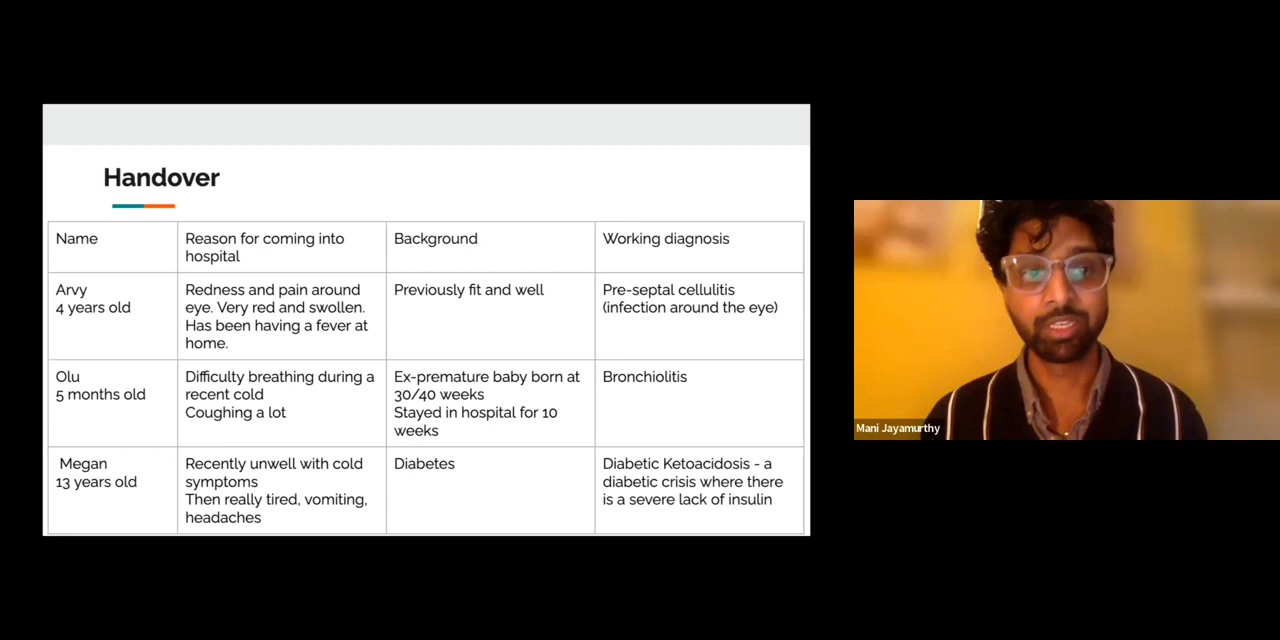 Handover
Name
Reason for coming into
hospital
Background
Working diagnosis
Arvy
4 years old
Redness and pain around
eye. Very red and swollen.
Has been having a fever at
home.
Previously fit and well
Pre-septal cellulitis
(infection around the eye)
Olu
5 months old
Difficulty breathing during a
recent cold
Coughing a lot
Ex-premature baby born at
30/40 weeks
Stayed in hospital for 10
weeks
Bronchiolitis
Megan
13 years old
Recently unwell with cold
symptoms
Then really tired, vomiting,
headaches
Diabetes
Diabetic Ketoacidosis - a
diabetic crisis where there
is a severe lack of insulin
Mani Jayamurthy